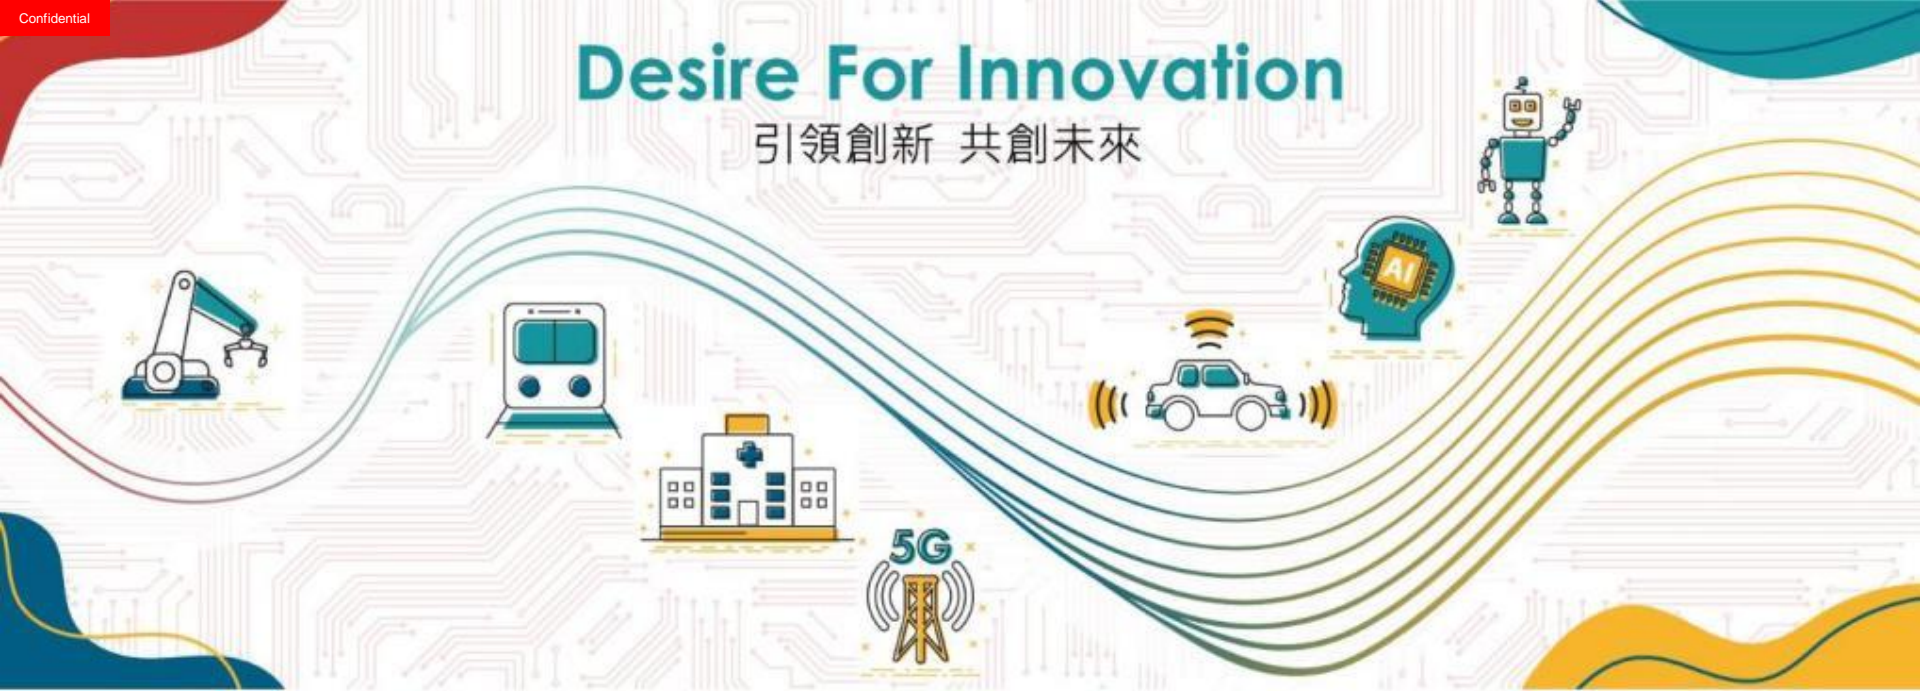 Confidential
Desire For Innovation
引領創新 共創未來
AI
5G